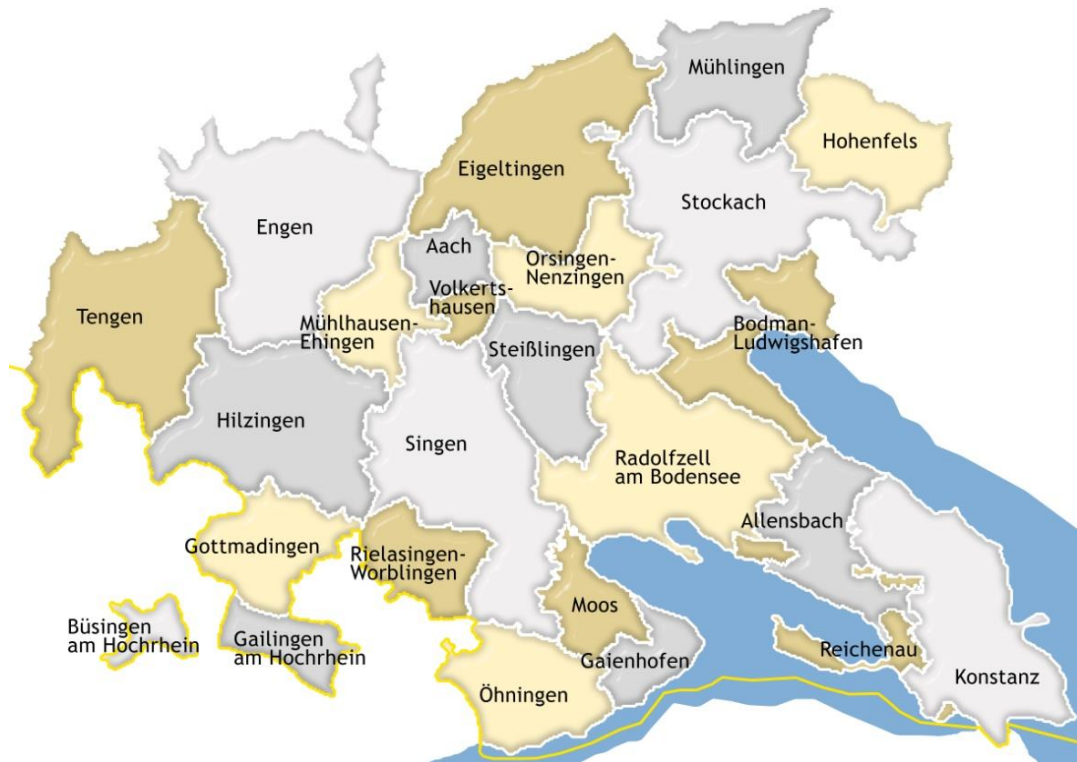 Mühlingen
Hohenfels
Eigeltingen
Stockach
Engen
Aach
Orsingen-
Nenzingen
Volkerts-
hausen
Tengen
Mühlhausen-
Ehingen
Bodman-
Ludwigshafen
Steißlingen
Hilzingen
Singen
Radolfzell
am Bodensee
Allensbach
Gottmadingen
Rielasingen-
Worblingen
Moos
Büsingen
am Hochrhein
Gailingen
am Hochrhein
Gaienhofen
Reichenau
Konstanz
Öhningen